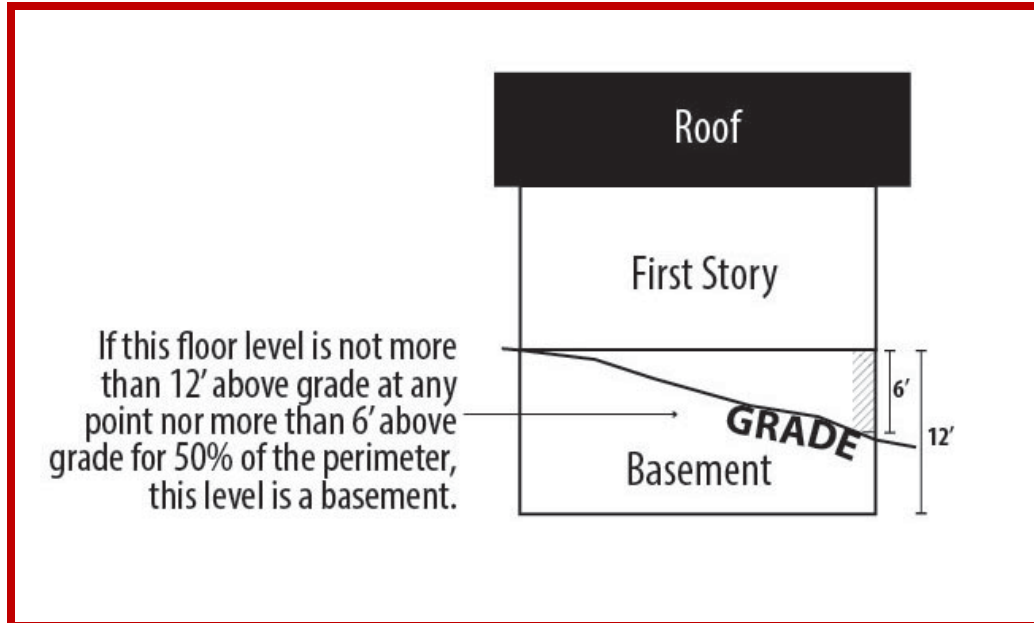 Roof
First Story
If this floor level is not more
than 12’ above grade at any
point nor more than 6’ above
grade for 50% of the perimeter,
this level is a basement.
6’
GRADE
12’
Basement